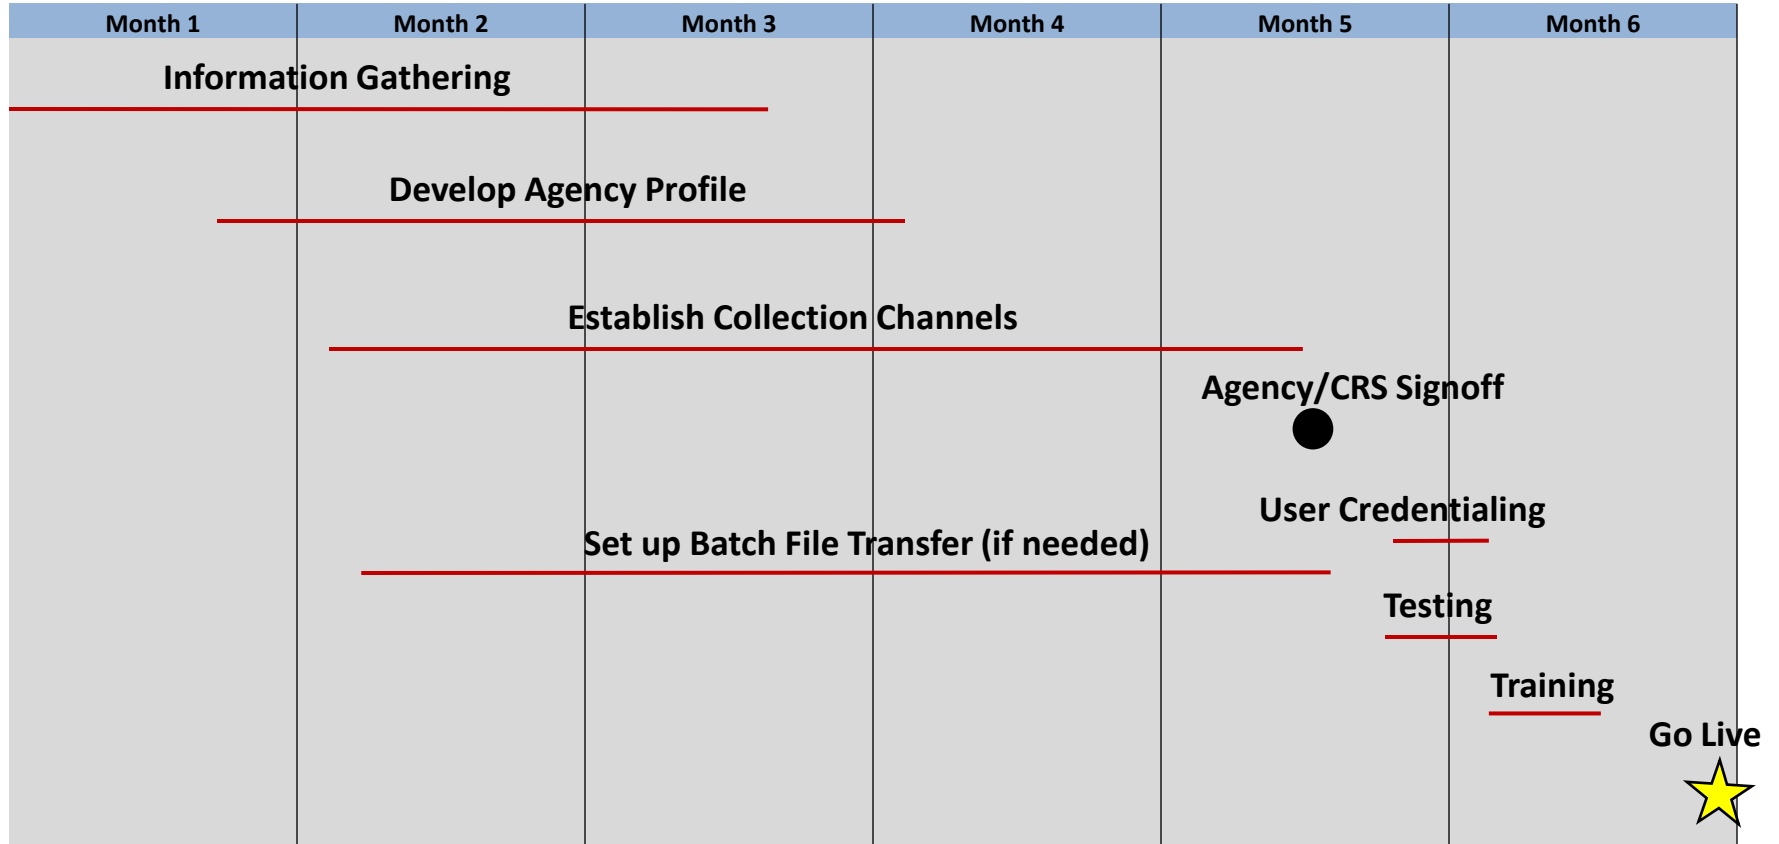 Month 1
Month 2
Month 3
Month 4
Month 5
Month 6
Information Gathering
Develop Agency Profile
Establish Collection Channels
Agency/CRS Signoff
User Credentialing
Set up Batch File Transfer (if needed)
Testing
Training
Go Live